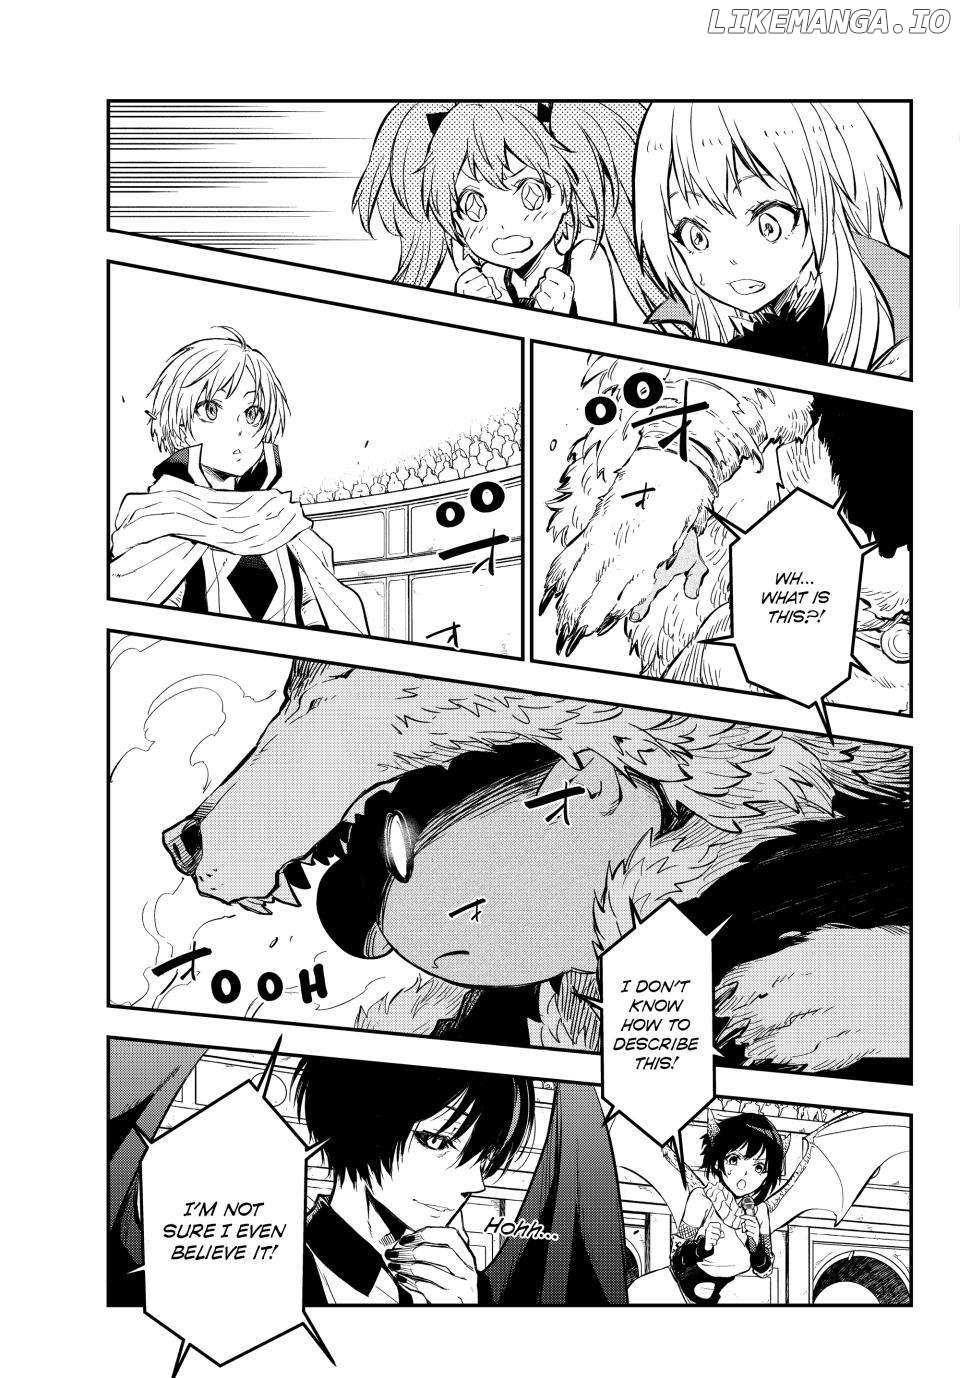 LIKEMANGA.IO
OO
オ
オ
WH...
WHAT IS
THIS?!
OO
オ
オ
オ
OOH
I DON'T
KNOW
HOW TO
DESCRIBE
THIS!
I'M NOT
SURE I EVEN
BELIEVE IT!
Hohh...